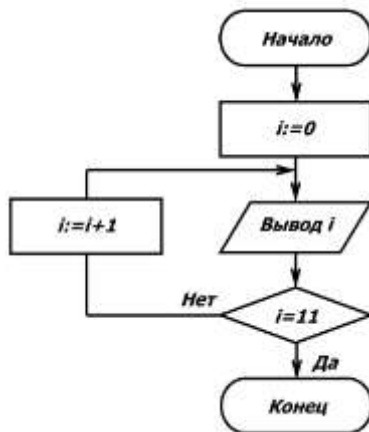 Начало
i:=0
i:=i+1
Вывод i
Нет
i=11
Да
Конец